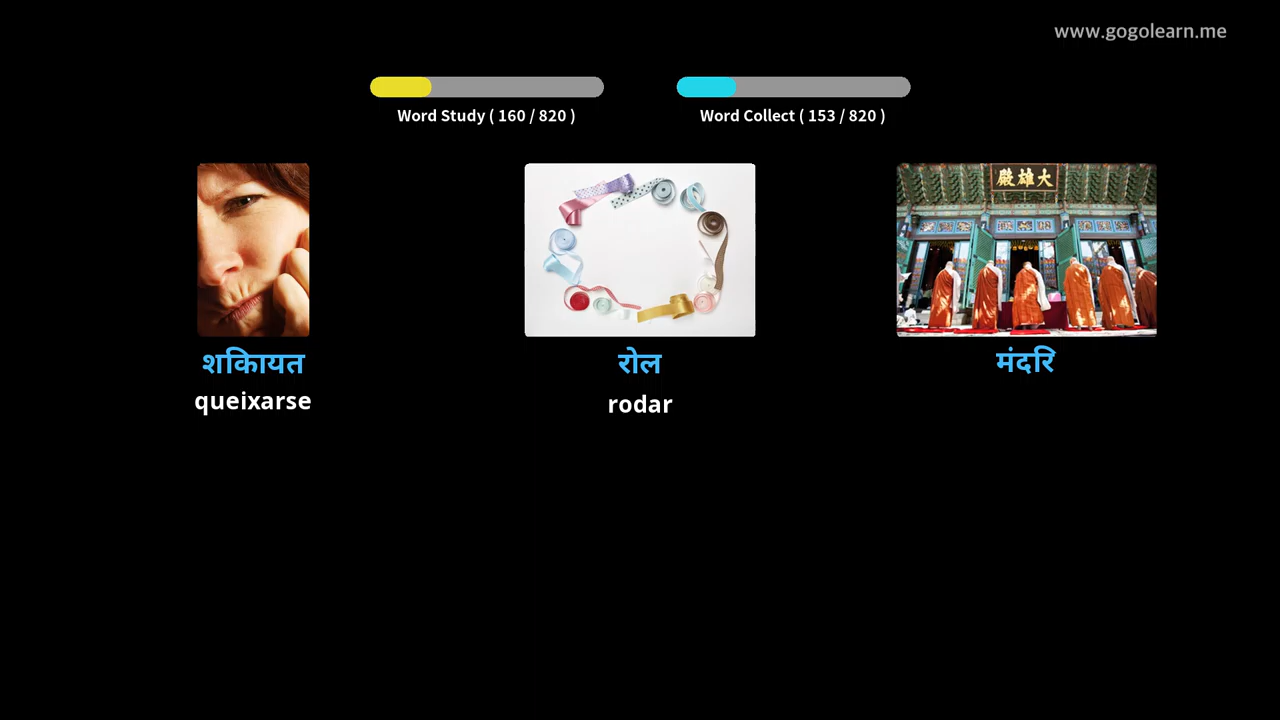 www.gogolearn.me
Word Study ( 160 / 820 )
Word Collect ( 153 / 820 )
大雄殿
शकिायत
रोल
मंदरि
queixarse
rodar